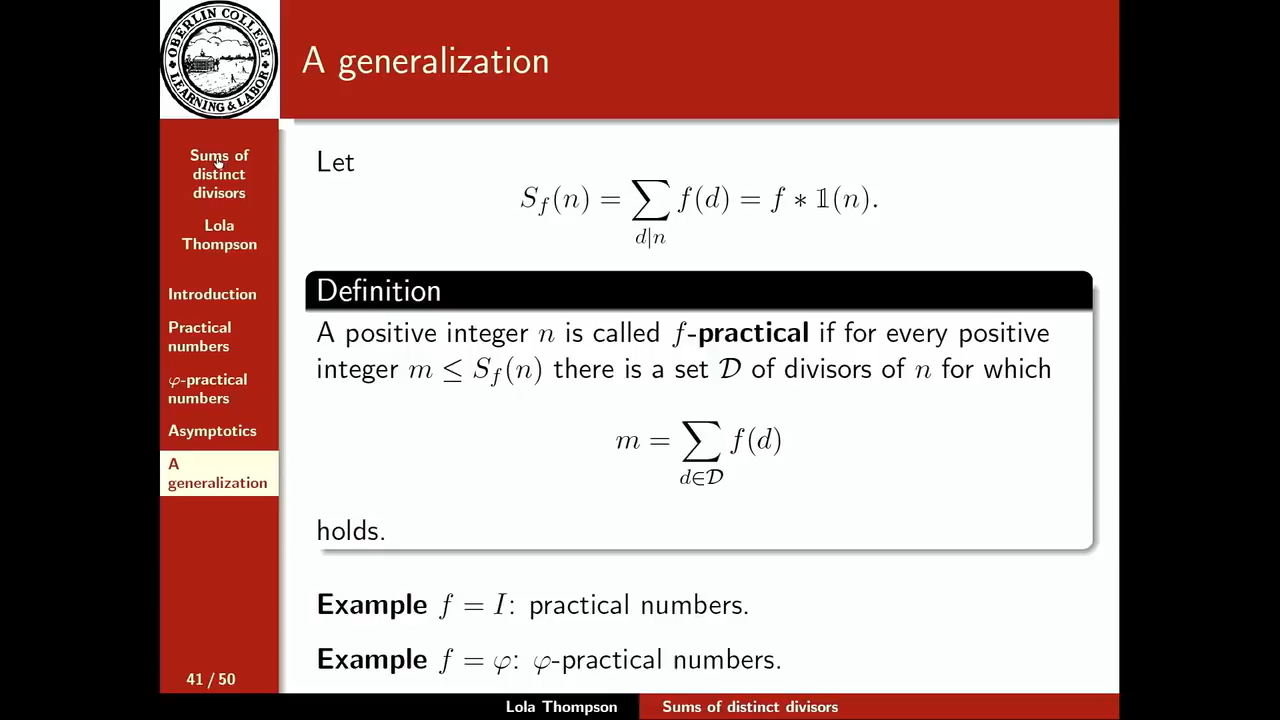 OBERLIN COLLEGE
LEARNING & LABOR
A generalization
Sums of
distinct
divisors
Lola
Thompson
Introduction
Practical
numbers
φ-practical
numbers
Asymptotics
A
generalization
41 / 50
Let
S_f(n) = ∑_{d|n} f(d) = f ∗ 𝟙(n).
Definition
A positive integer n is called f-practical if for every positive
integer m ≤ S_f(n) there is a set 𝒟 of divisors of n for which
m = ∑_{d∈𝒟} f(d)
holds.
Example f = I: practical numbers.
Example f = φ: φ-practical numbers.
Lola Thompson
Sums of distinct divisors